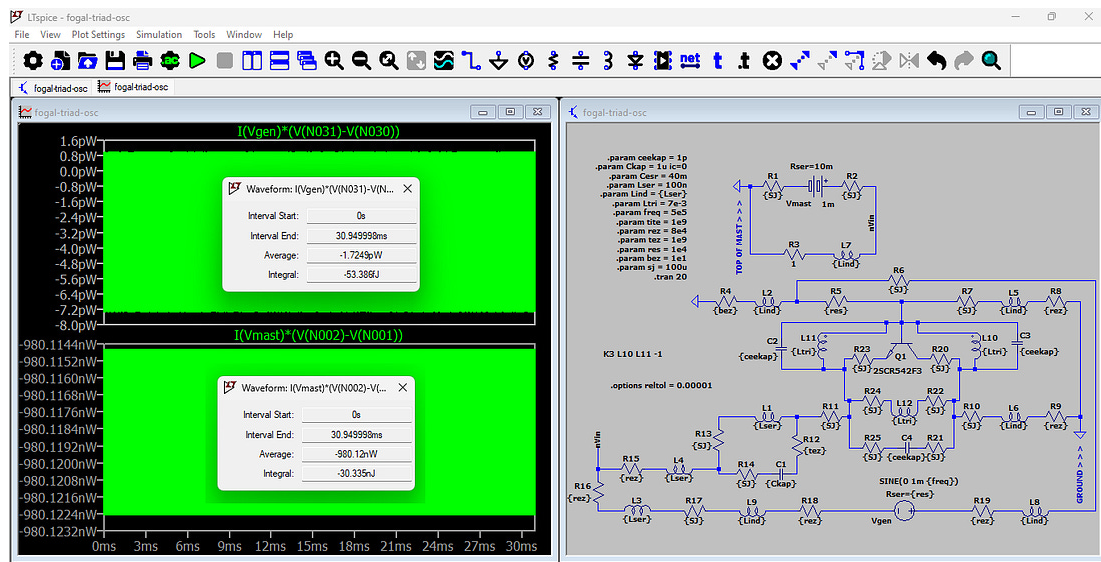 LTspice - fogal-triad-osc
File View Plot Settings Simulation Tools Window Help
.ac
net t .t
fogal-triad-osc fogal-triad-osc
fogal-triad-osc
I(Vgen)*(V(N031)-V(N030))
1.6pW
0.8pW
0.0pW
-0.8pW
-1.6pW
-2.4pW
-3.2pW
-4.0pW
-4.8pW
-5.6pW
-6.4pW
-7.2pW
-8.0pW
Waveform: I(Vgen)*(V(N031)-V(N...
Interval Start: 0s
Interval End: 30.949998ms
Average: -1.7249pW
Integral: -53.386fJ
I(Vmast)*(V(N002)-V(N001))
-980.1144nW
-980.1152nW
-980.1160nW
-980.1168nW
-980.1176nW
-980.1184nW
-980.1192nW
-980.1200nW
-980.1208nW
-980.1216nW
-980.1224nW
-980.1232nW
Waveform: I(Vmast)*(V(N002)-V(...
Interval Start: 0s
Interval End: 30.949998ms
Average: -980.12nW
Integral: -30.335nJ
0ms 3ms 6ms 9ms 12ms 15ms 18ms 21ms 24ms 27ms 30ms
fogal-triad-osc
.param ceekap = 1p
.param Ckap = 1u ic=0
.param Cesr = 40m
.param Lser = 100n
.param Lind = {Lser}
.param Ltri = 7e-3
.param freq = 5e5
.param tite = 1e9
.param rez = 8e4
.param tez = 1e9
.param res = 1e4
.param bez = 1e1
.param sj = 100u
.tran 20
Rser=10m
R1
{SJ}
+
Vmast
1m
R2
{SJ}
nVin
TOP OF MAST > > > >
R3
1
L7
{Lind}
R6
{SJ}
R4
{bez}
L2
{Lind}
R5
{res}
R7
{SJ}
L5
{Lind}
R8
{rez}
C2
{ceekap}
L11
{Ltri}
R23
{SJ}
Q1
2SCR542F3
R20
{SJ}
L10
{Ltri}
C3
{ceekap}
K3 L10 L11 -1
.options reltol = 0.00001
R24
{SJ}
L12
{Ltri}
R22
{SJ}
L1
{Lser}
R11
{SJ}
R10
{SJ}
L6
{Lind}
R9
{rez}
R13
{SJ}
R12
{tez}
R25
{SJ}
C4
{ceekap}
R21
{SJ}
nVin
R15
{rez}
L4
{Lser}
R14
{SJ}
C1
{Ckap}
GROUND < < < <
R16
{rez}
SINE(0 1m {freq})
Rser={res}
L3
{Lser}
R17
{SJ}
L9
{Lind}
R18
{rez}
Vgen
R19
{rez}
L8
{Lind}